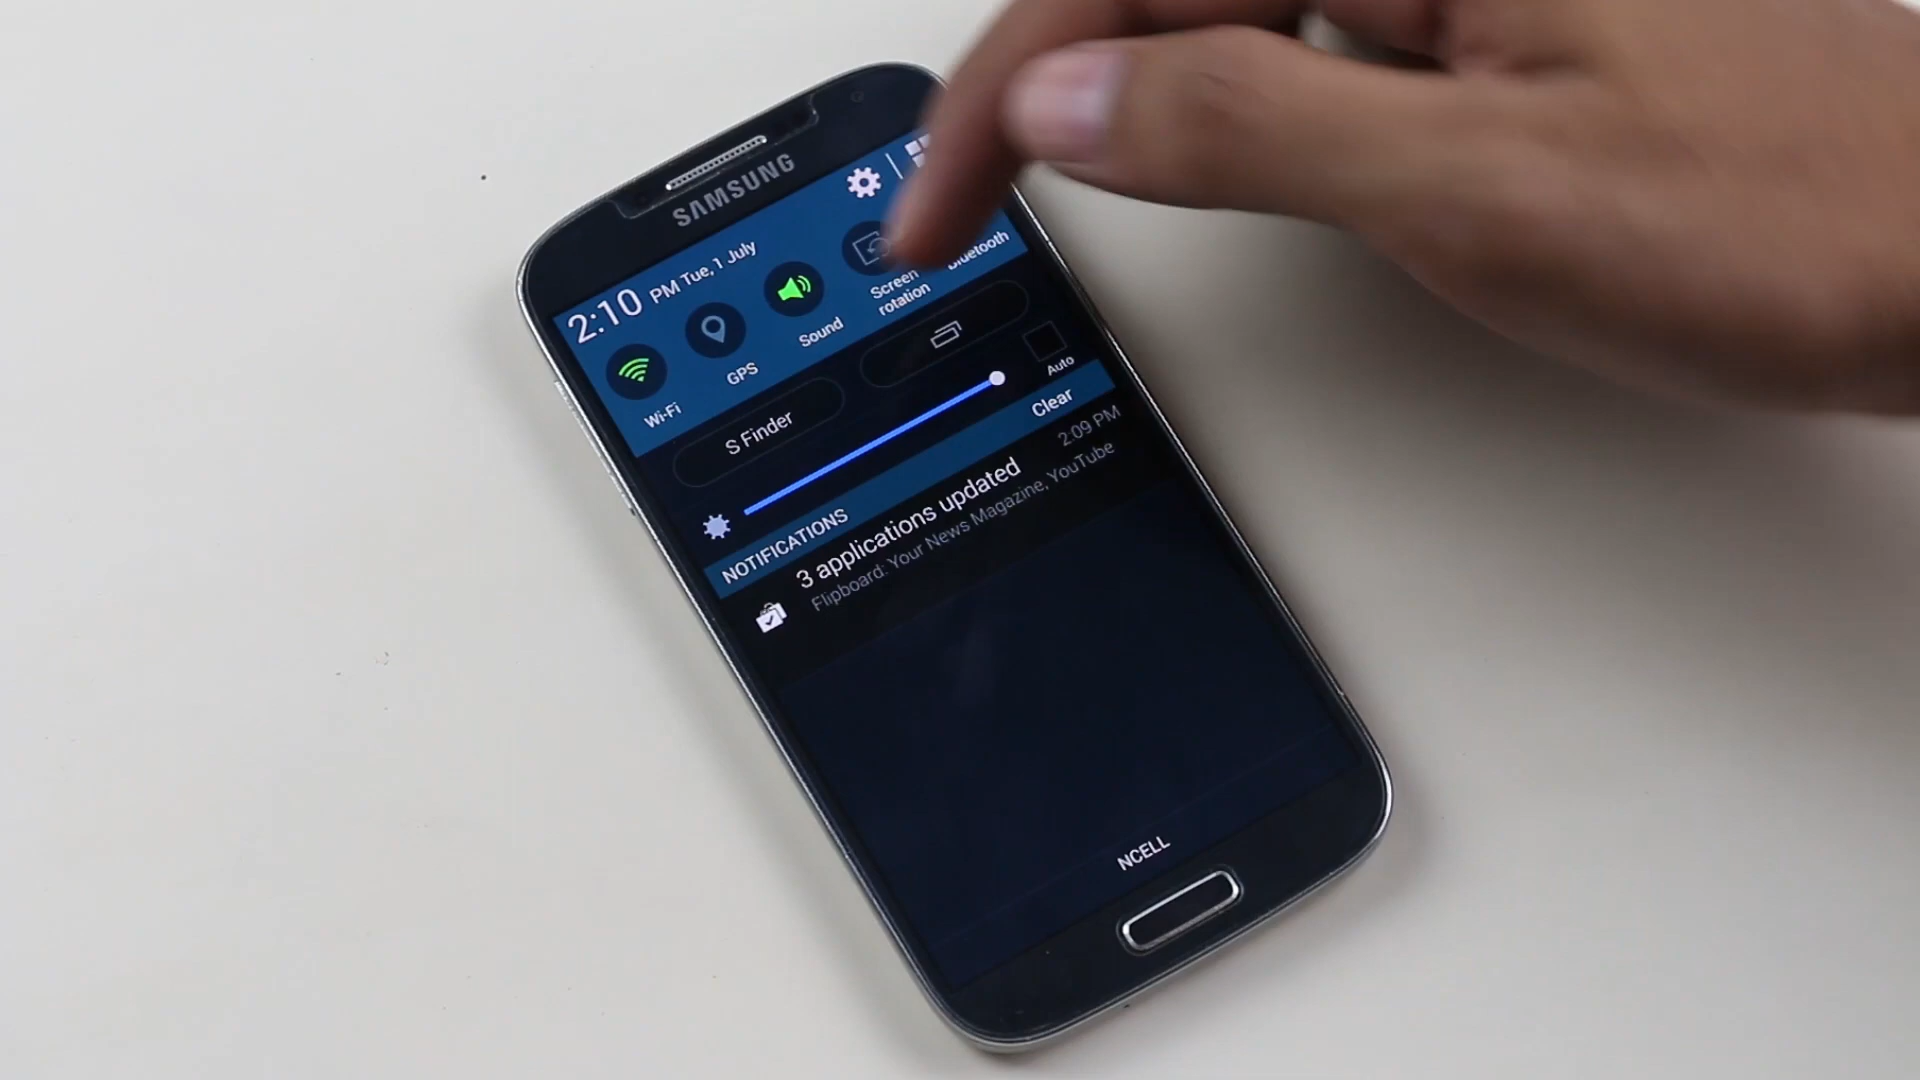 SAMSUNG
2:10 PM Tue, 1 July
Wi-Fi
GPS
Sound
Screen
rotation
Bluetooth
S Finder
Auto
NOTIFICATIONS
Clear
3 applications updated
2:09 PM
Flipboard: Your News Magazine, YouTube
NCELL